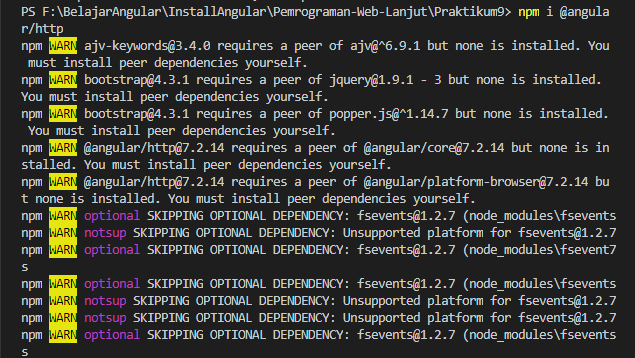 PS F:\BelajarAngular\InstallAngular\Pemrograman-Web-Lanjut\Praktikum9> npm i @angula
r/http
npm WARN ajv-keywords@3.4.0 requires a peer of ajv@^6.9.1 but none is installed. You
 must install peer dependencies yourself.
npm WARN bootstrap@4.3.1 requires a peer of jquery@1.9.1 - 3 but none is installed.
You must install peer dependencies yourself.
npm WARN bootstrap@4.3.1 requires a peer of popper.js@^1.14.7 but none is installed.
 You must install peer dependencies yourself.
npm WARN @angular/http@7.2.14 requires a peer of @angular/core@7.2.14 but none is in
stalled. You must install peer dependencies yourself.
npm WARN @angular/http@7.2.14 requires a peer of @angular/platform-browser@7.2.14 bu
t none is installed. You must install peer dependencies yourself.
npm WARN optional SKIPPING OPTIONAL DEPENDENCY: fsevents@1.2.7 (node_modules\fsevents
npm WARN notsup SKIPPING OPTIONAL DEPENDENCY: Unsupported platform for fsevents@1.2.7
npm WARN optional SKIPPING OPTIONAL DEPENDENCY: fsevents@1.2.7 (node_modules\fsevent7
s
npm WARN optional SKIPPING OPTIONAL DEPENDENCY: fsevents@1.2.7 (node_modules\fsevents
npm WARN notsup SKIPPING OPTIONAL DEPENDENCY: Unsupported platform for fsevents@1.2.7
npm WARN notsup SKIPPING OPTIONAL DEPENDENCY: Unsupported platform for fsevents@1.2.7
npm WARN optional SKIPPING OPTIONAL DEPENDENCY: fsevents@1.2.7 (node_modules\fsevents
s